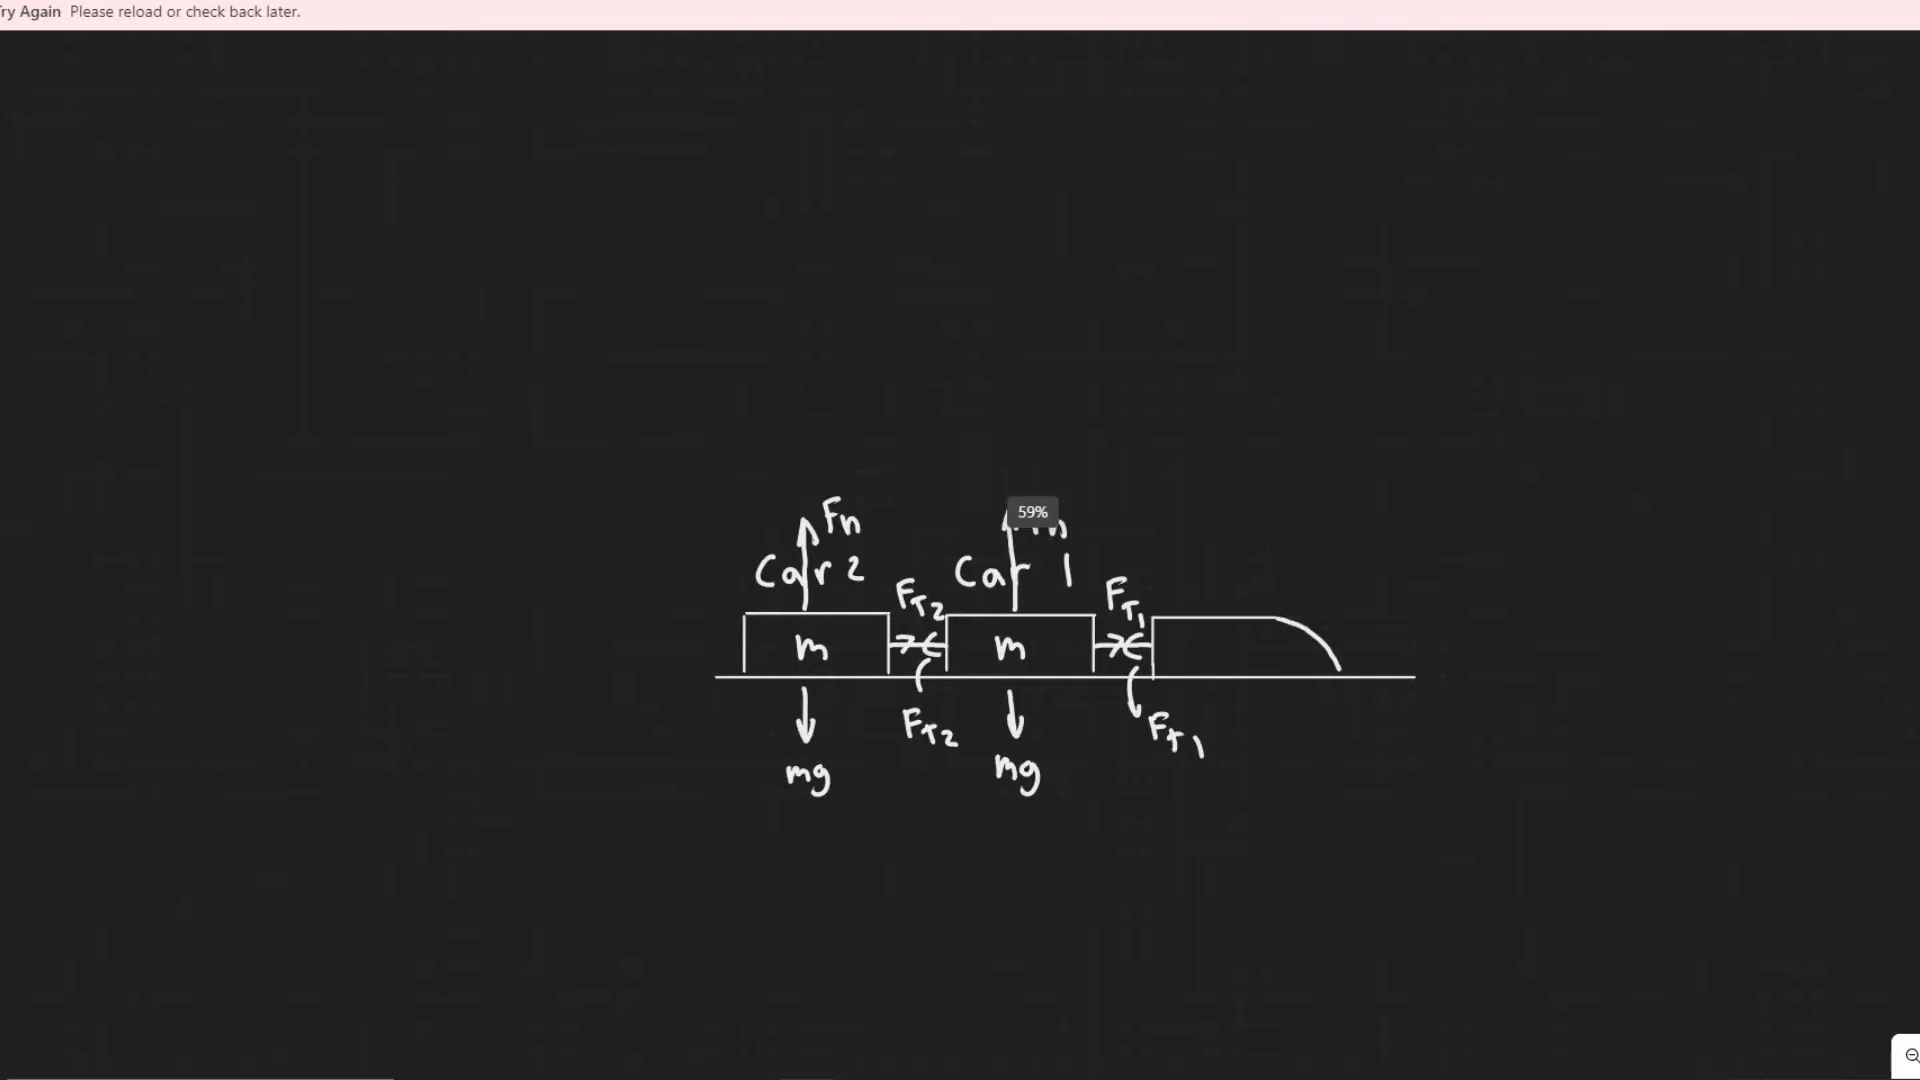 Try Again Please reload or check back later.
Fn
59%
Car 2
Car 1
FT2
FT1
m
m
FT2
FT1
mg
mg